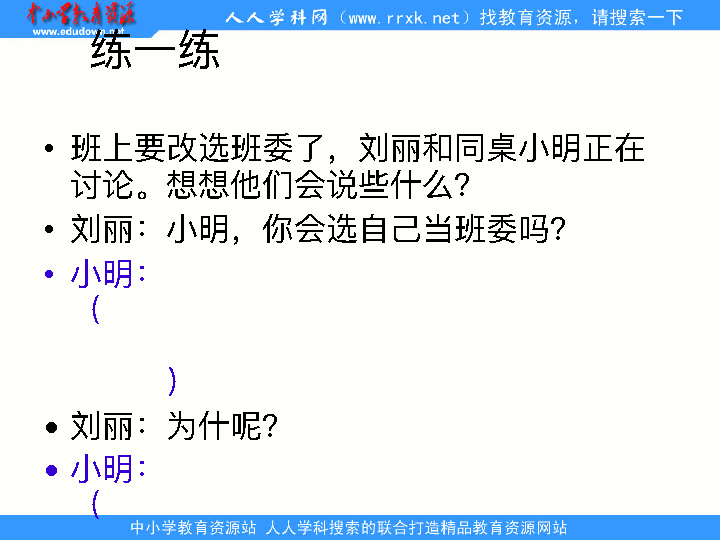 中小学教育资源
www.edudown.net
人人学科网（www.rrxk.net）找教育资源，请搜索一下
练一练
• 班上要改选班委了，刘丽和同桌小明正在
讨论。想想他们会说些什么？
• 刘丽：小明，你会选自己当班委吗？
• 小明：
（
）
• 刘丽：为什呢？
• 小明：
（
中小学教育资源站 人人学科搜索的联合打造精品教育资源网站